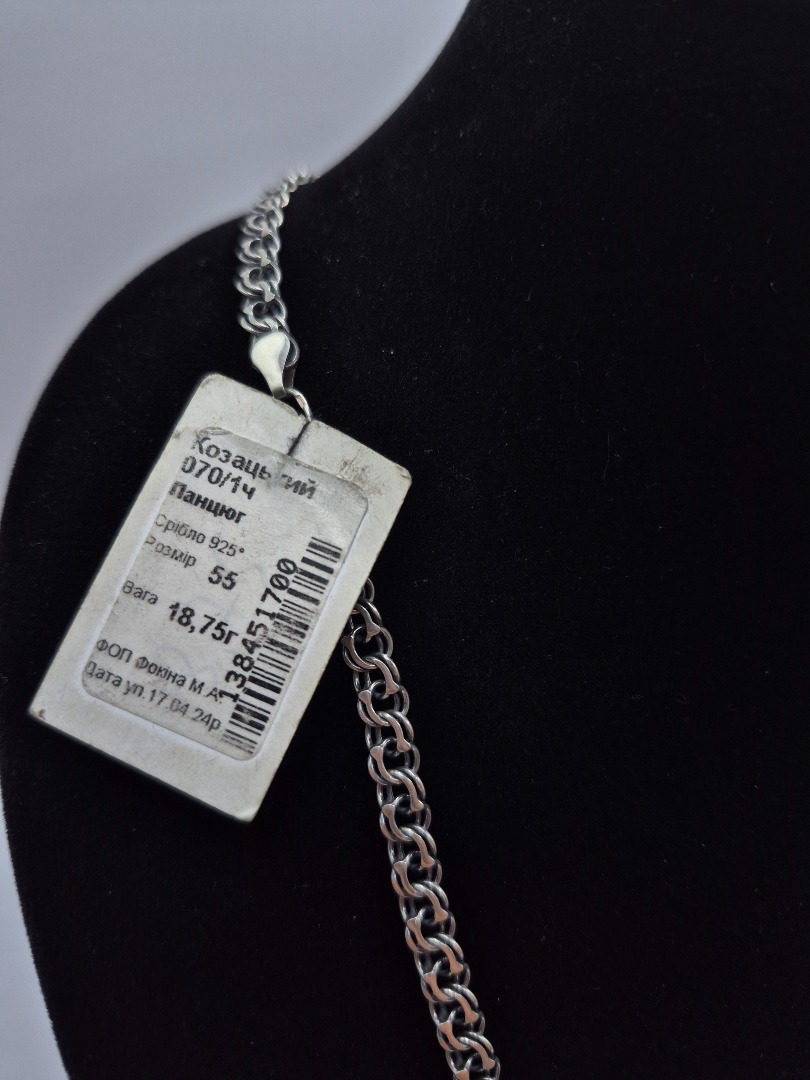 Козацький
070/1ч
Панцюг
Срібло 925°
Розмір 55
Вага 18,75г
ФОП Фокіна М.А.
Дата уп.17.04.24р
138451700